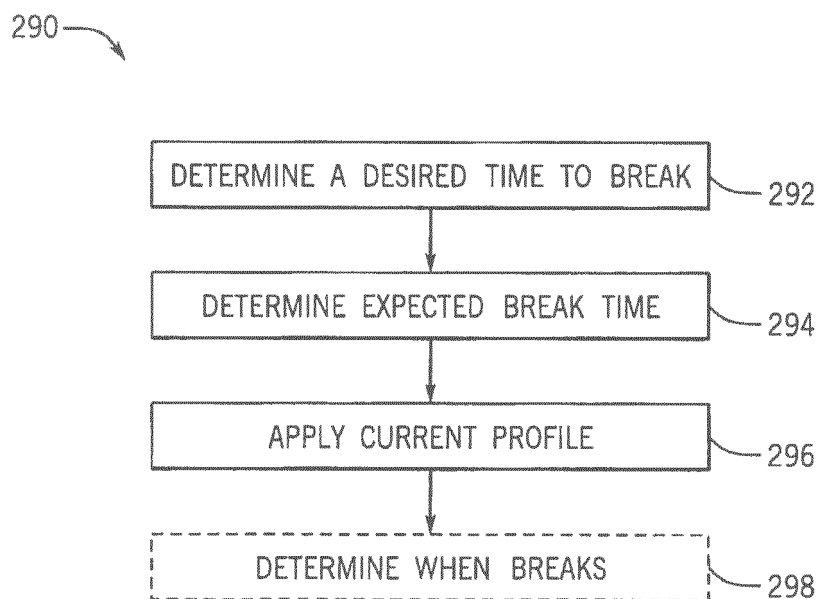 290
DETERMINE A DESIRED TIME TO BREAK
292
DETERMINE EXPECTED BREAK TIME
294
APPLY CURRENT PROFILE
296
DETERMINE WHEN BREAKS
298